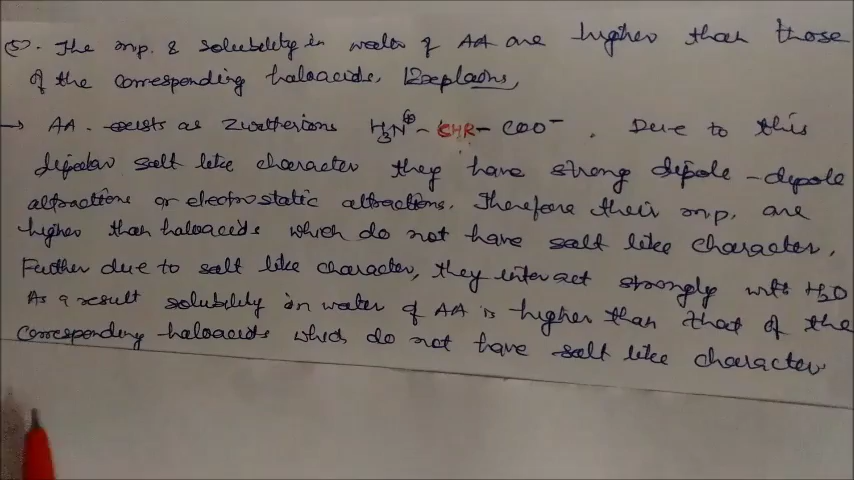 (5). The m.p. & solubility in water of AA are higher than those
of the corresponding haloacids. Explain,
→ AA. exists as Zwitterions H₃N⊕ - CHR - COO⁻ . Due to this
dipolar salt like character they have strong dipole - dipole
attractions or electrostatic attractions. Therefore their m.p. are
higher than haloacids which do not have salt like character.
Further due to salt like character, they interact strongly with H₂O
As a result solubility in water of AA is higher than that of the
corresponding haloacids which do not have salt like character